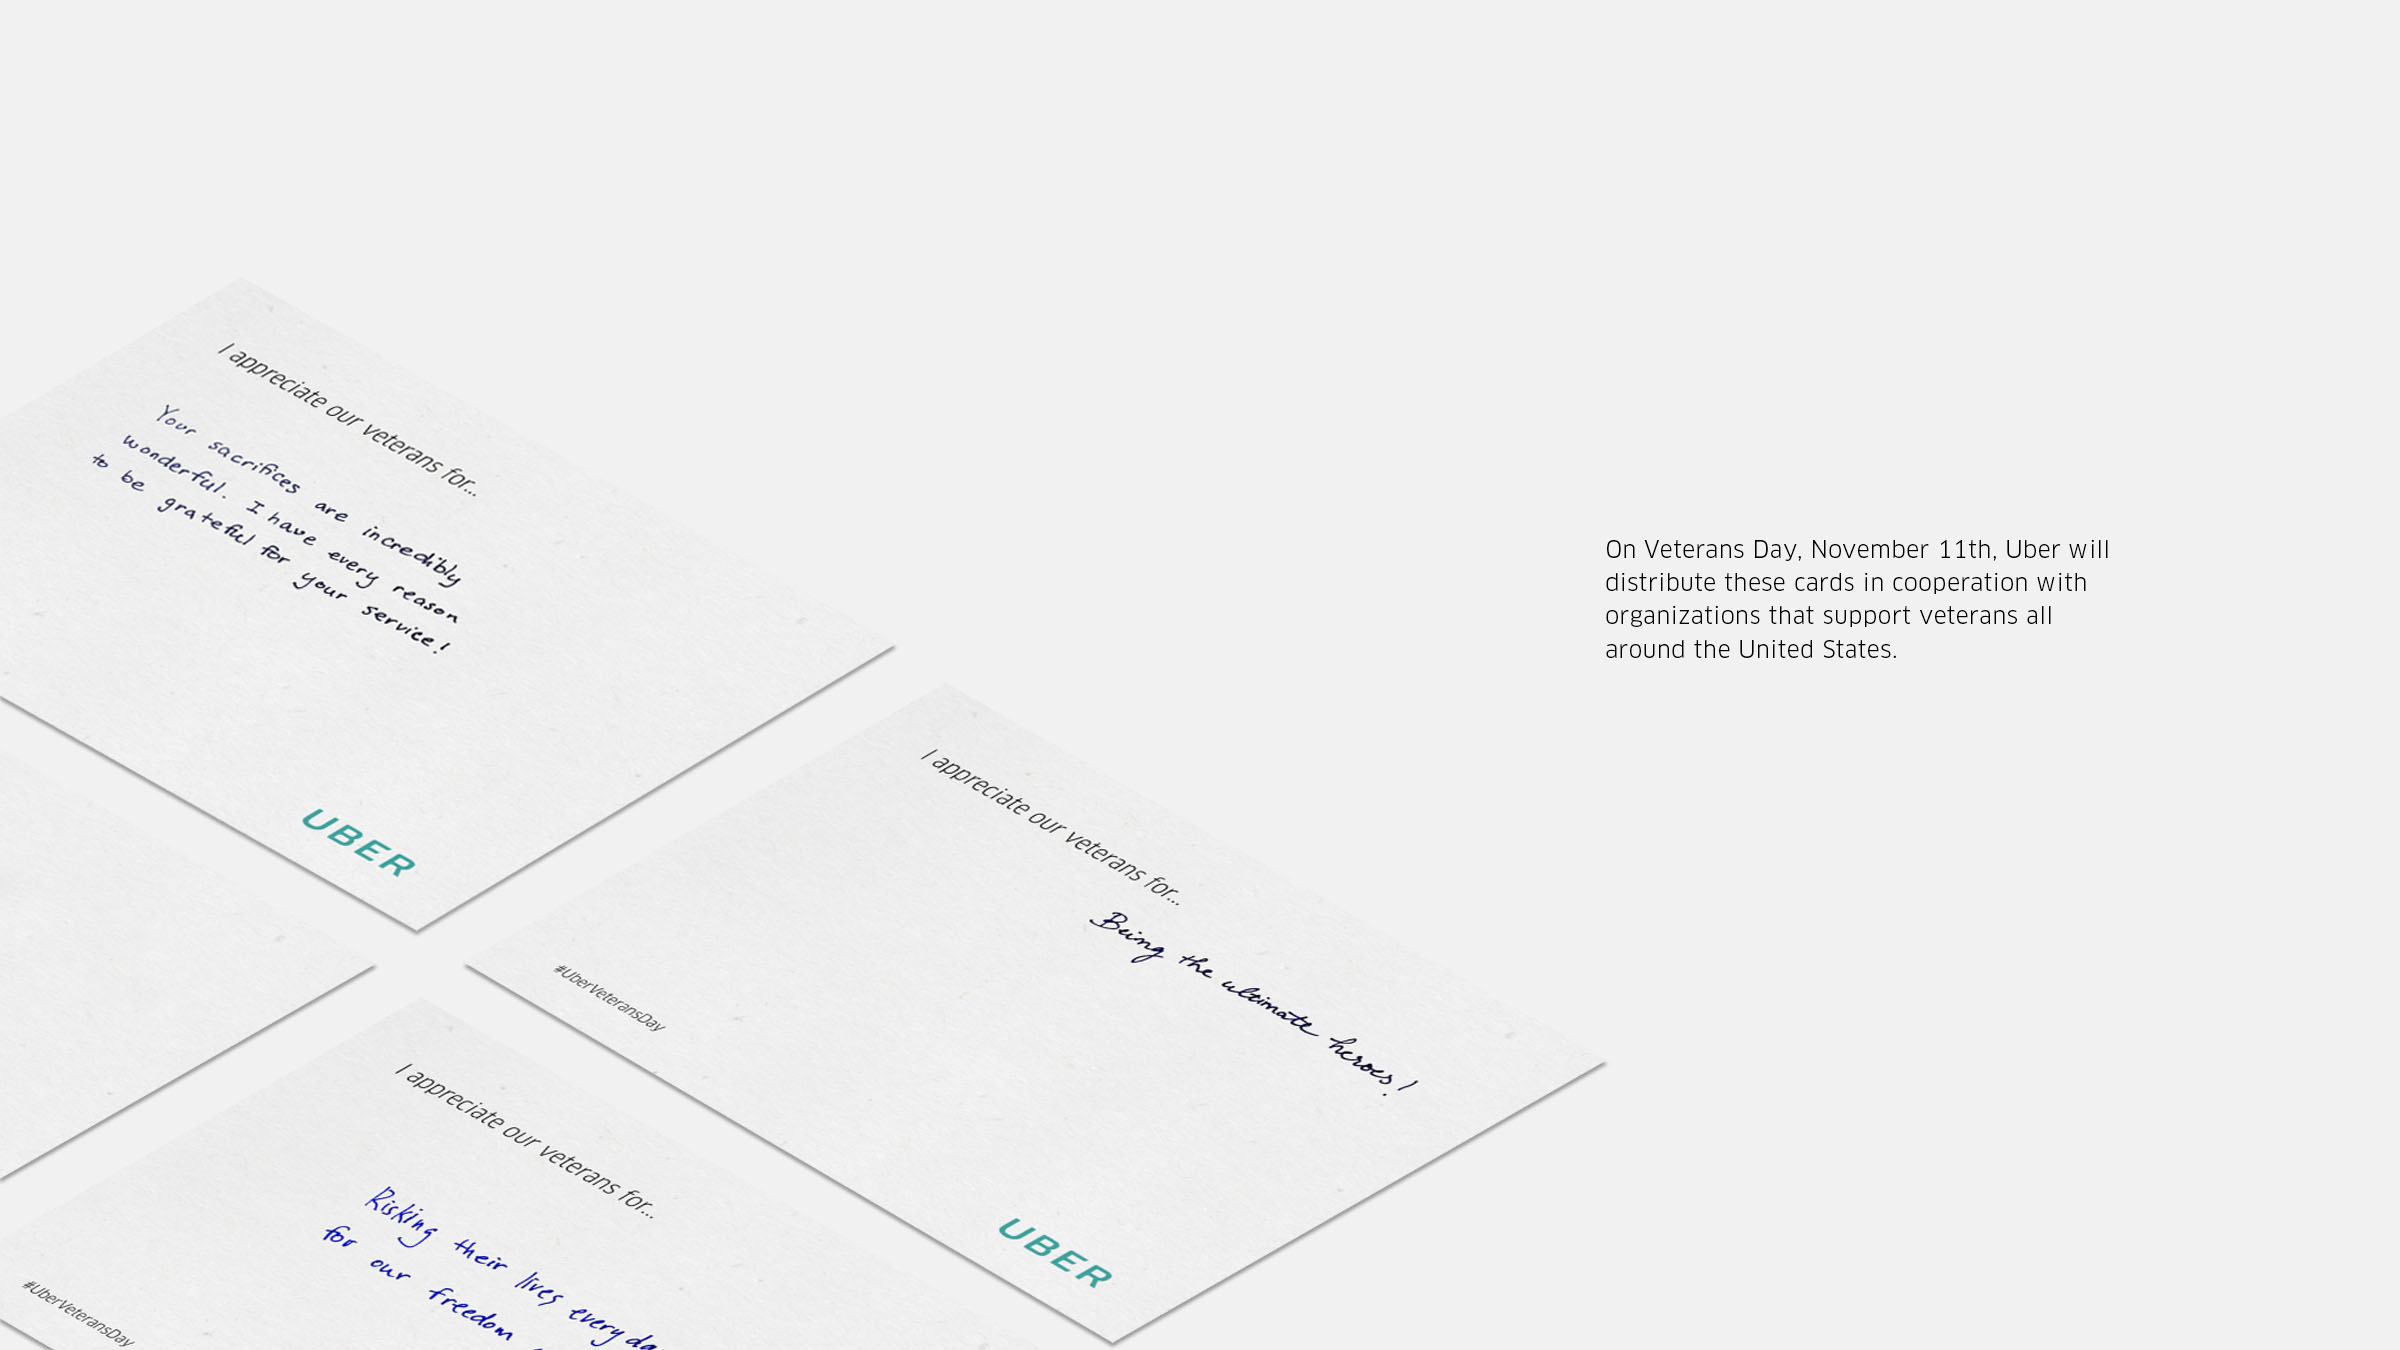 I appreciate our veterans for...
Your sacrifices are incredibly
wonderful. I have every reason
to be grateful for your service!
UBER
On Veterans Day, November 11th, Uber will
distribute these cards in cooperation with
organizations that support veterans all
around the United States.
I appreciate our veterans for...
Being the ultimate heroes!
#UberVeteransDay
UBER
I appreciate our veterans for...
Risking their lives every
for our freedom
#UberVeteransDay